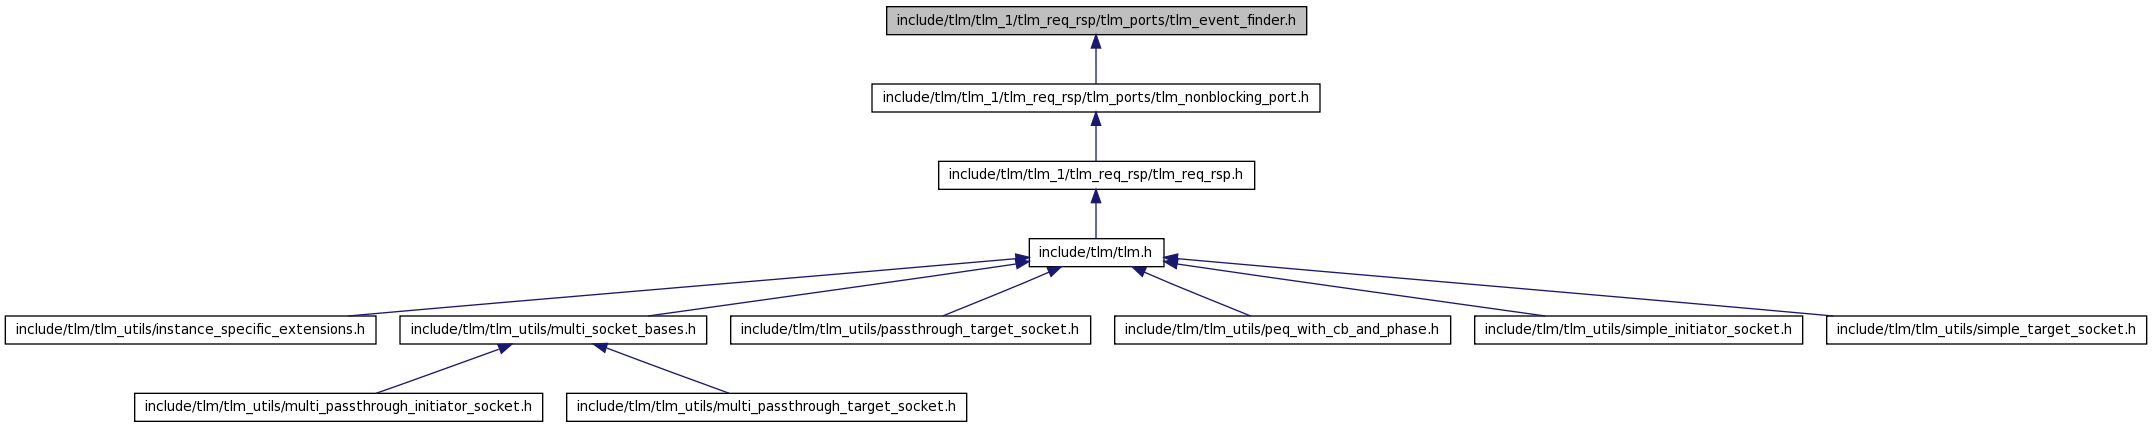 include/tlm/tlm_1/tlm_req_rsp/tlm_ports/tlm_event_finder.h
include/tlm/tlm_1/tlm_req_rsp/tlm_ports/tlm_nonblocking_port.h
include/tlm/tlm_1/tlm_req_rsp/tlm_req_rsp.h
include/tlm/tlm.h
include/tlm/tlm_utils/instance_specific_extensions.h
include/tlm/tlm_utils/multi_socket_bases.h
include/tlm/tlm_utils/passthrough_target_socket.h
include/tlm/tlm_utils/peq_with_cb_and_phase.h
include/tlm/tlm_utils/simple_initiator_socket.h
include/tlm/tlm_utils/simple_target_socket.h
include/tlm/tlm_utils/multi_passthrough_initiator_socket.h
include/tlm/tlm_utils/multi_passthrough_target_socket.h